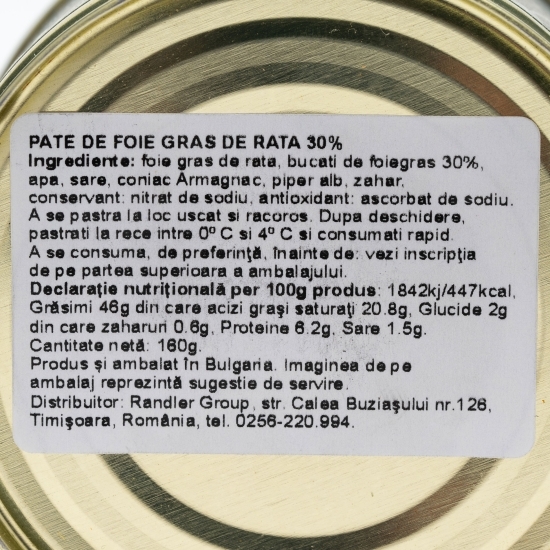 PATE DE FOIE GRAS DE RATA 30%
Ingrediente: foie gras de rata, bucati de foiegras 30%,
apa, sare, coniac Armagnac, piper alb, zahar,
conservant: nitrat de sodiu, antioxidant: ascorbat de sodiu.
A se pastra la loc uscat si racoros. Dupa deschidere,
pastrati la rece intre 0º C si 4º C si consumati rapid.
A se consuma, de preferinţă, înainte de: vezi inscriptia
de pe partea superioara a ambalajului.
Declaraţie nutriţională per 100g produs: 1842kj/447kcal,
Grăsimi 46g din care acizi graşi saturaţi 20.8g, Glucide 2g
din care zaharuri 0.6g, Proteine 6.2g, Sare 1.5g.
Cantitate netă: 160g.
Produs şi ambalat în Bulgaria. Imaginea de pe
ambalaj reprezintă sugestie de servire.
Distribuitor: Randler Group, str. Calea Buziaşului nr.126,
Timişoara, România, tel. 0256-220.994.